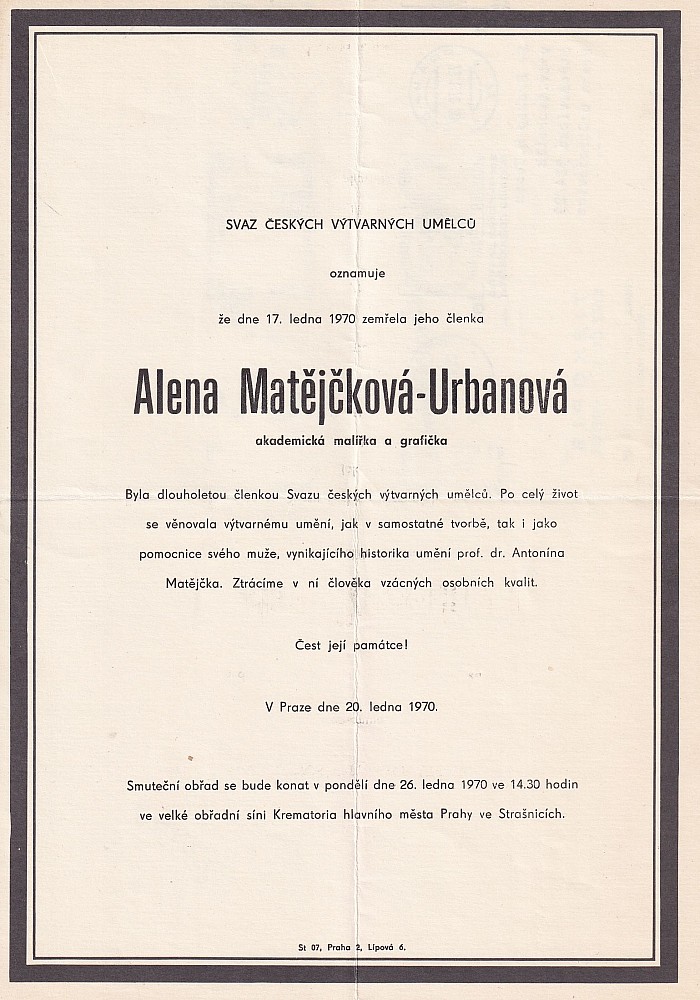 SVAZ ČESKÝCH VÝTVARNÝCH UMĚLCŮ
oznamuje
že dne 17. ledna 1970 zemřela jeho členka
Alena Matějčková-Urbanová
akademická malířka a grafička
Byla dlouholetou členkou Svazu českých výtvarných umělců. Po celý život
se věnovala výtvarnému umění, jak v samostatné tvorbě, tak i jako
pomocnice svého muže, vynikajícího historika umění prof. dr. Antonína
Matějčka. Ztrácíme v ní člověka vzácných osobních kvalit.
Čest její památce!
V Praze dne 20. ledna 1970.
Smuteční obřad se bude konat v pondělí dne 26. ledna 1970 ve 14.30 hodin
ve velké obřadní síni Krematoria hlavního města Prahy ve Strašnicích.
St 07, Praha 2, Lípová 6.